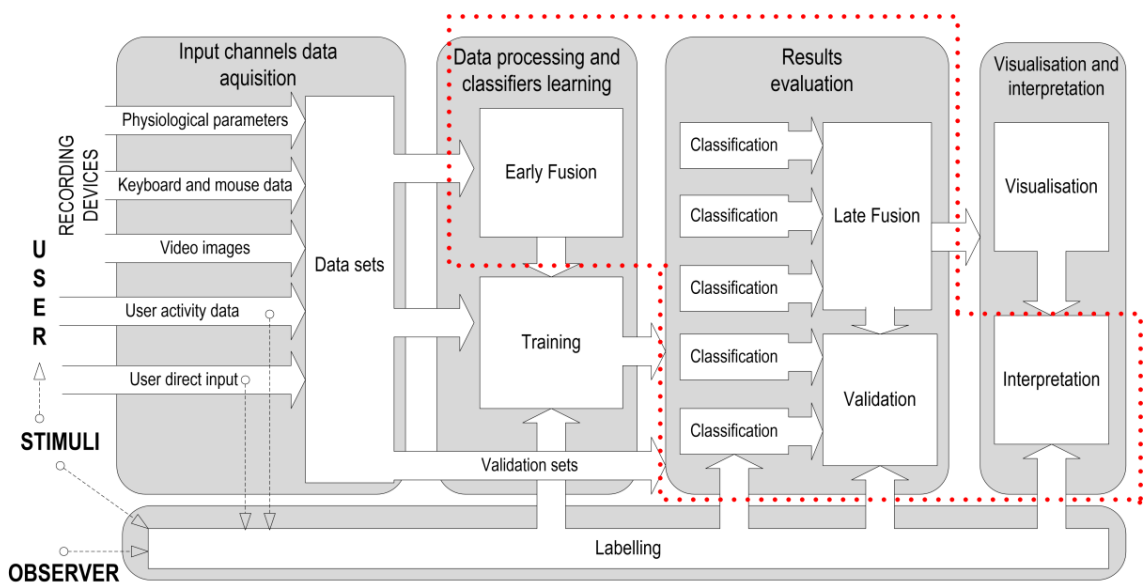 Input channels data
aquisition
Data processing and
classifiers learning
Results
evaluation
Visualisation and
interpretation
RECORDING
DEVICES
Physiological parameters
Keyboard and mouse data
Video images
User activity data
User direct input
Data sets
Early Fusion
Training
Validation sets
Classification
Classification
Classification
Classification
Classification
Late Fusion
Validation
Visualisation
Interpretation
USER
STIMULI
OBSERVER
Labelling